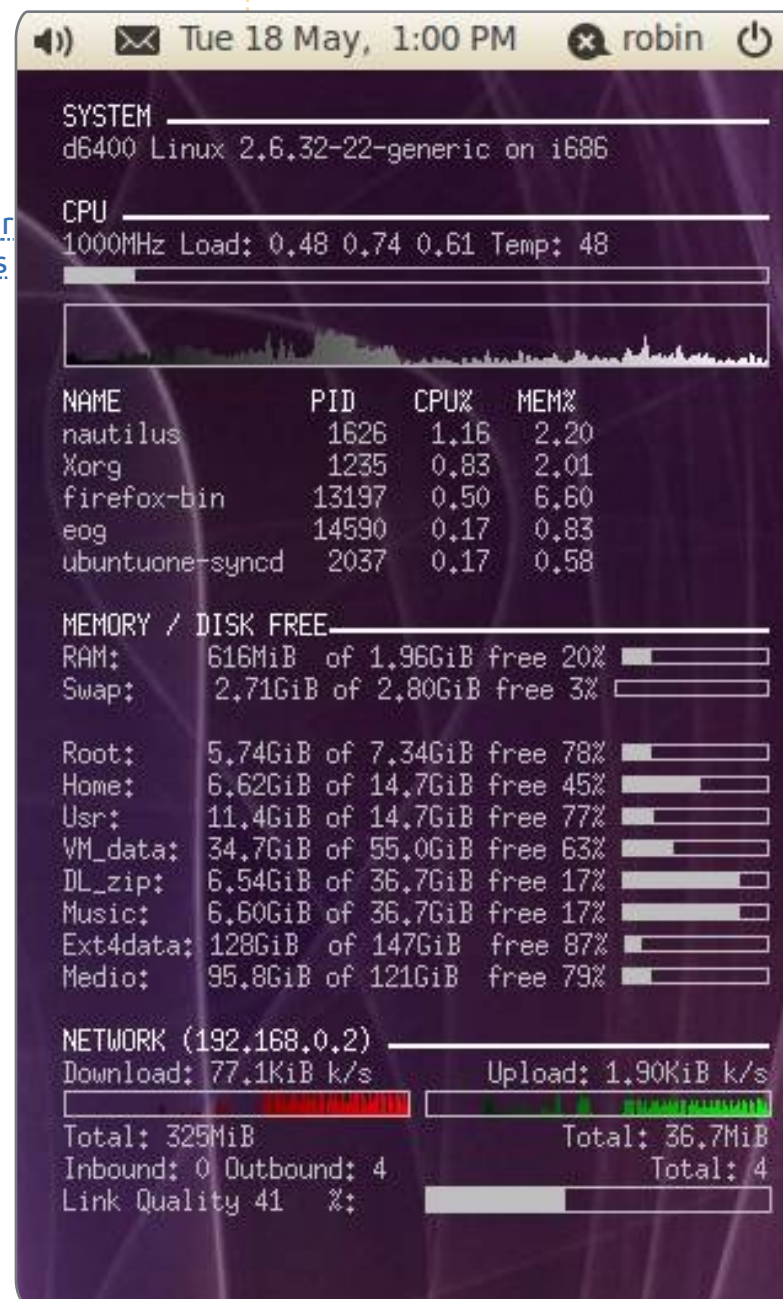 Tue 18 May, 1:00 PM robin
SYSTEM
d6400 Linux 2.6.32-22-generic on i686
CPU
1000MHz Load: 0.48 0.74 0.61 Temp: 48
NAME PID CPU% MEM%
nautilus 1626 1.16 2.20
Xorg 1235 0.83 2.01
firefox-bin 13197 0.50 6.60
eog 14590 0.17 0.83
ubuntuone-syncd 2037 0.17 0.58
MEMORY / DISK FREE
RAM: 616MiB of 1.96GiB free 20%
Swap: 2.71GiB of 2.80GiB free 3%
Root: 5.74GiB of 7.34GiB free 78%
Home: 6.62GiB of 14.7GiB free 45%
Usr: 11.4GiB of 14.7GiB free 77%
VM_data: 34.7GiB of 55.0GiB free 63%
DL_zip: 6.54GiB of 36.7GiB free 17%
Music: 6.60GiB of 36.7GiB free 17%
Ext4data: 128GiB of 147GiB free 87%
Medio: 95.8GiB of 121GiB free 79%
NETWORK (192.168.0.2)
Download: 77.1KiB k/s Upload: 1.90KiB k/s
Total: 325MiB Total: 36.7MiB
Inbound: 0 Outbound: 4 Total: 4
Link Quality 41 %: